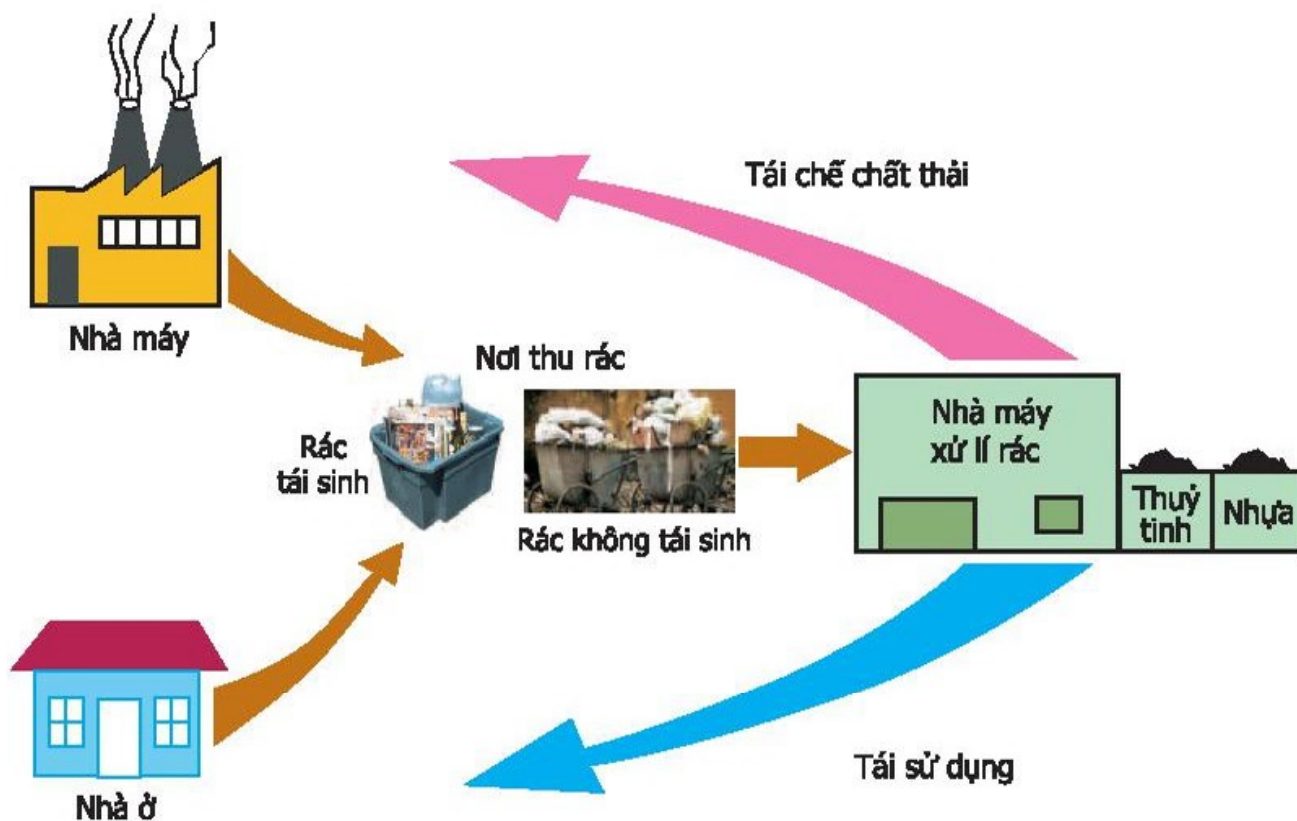 Tái chế chất thải
Nhà máy
Nơi thu rác
Rác
tái sinh
Rác không tái sinh
Nhà máy
xử lí rác
Thuỷ
tinh
Nhựa
Tái sử dụng
Nhà ở